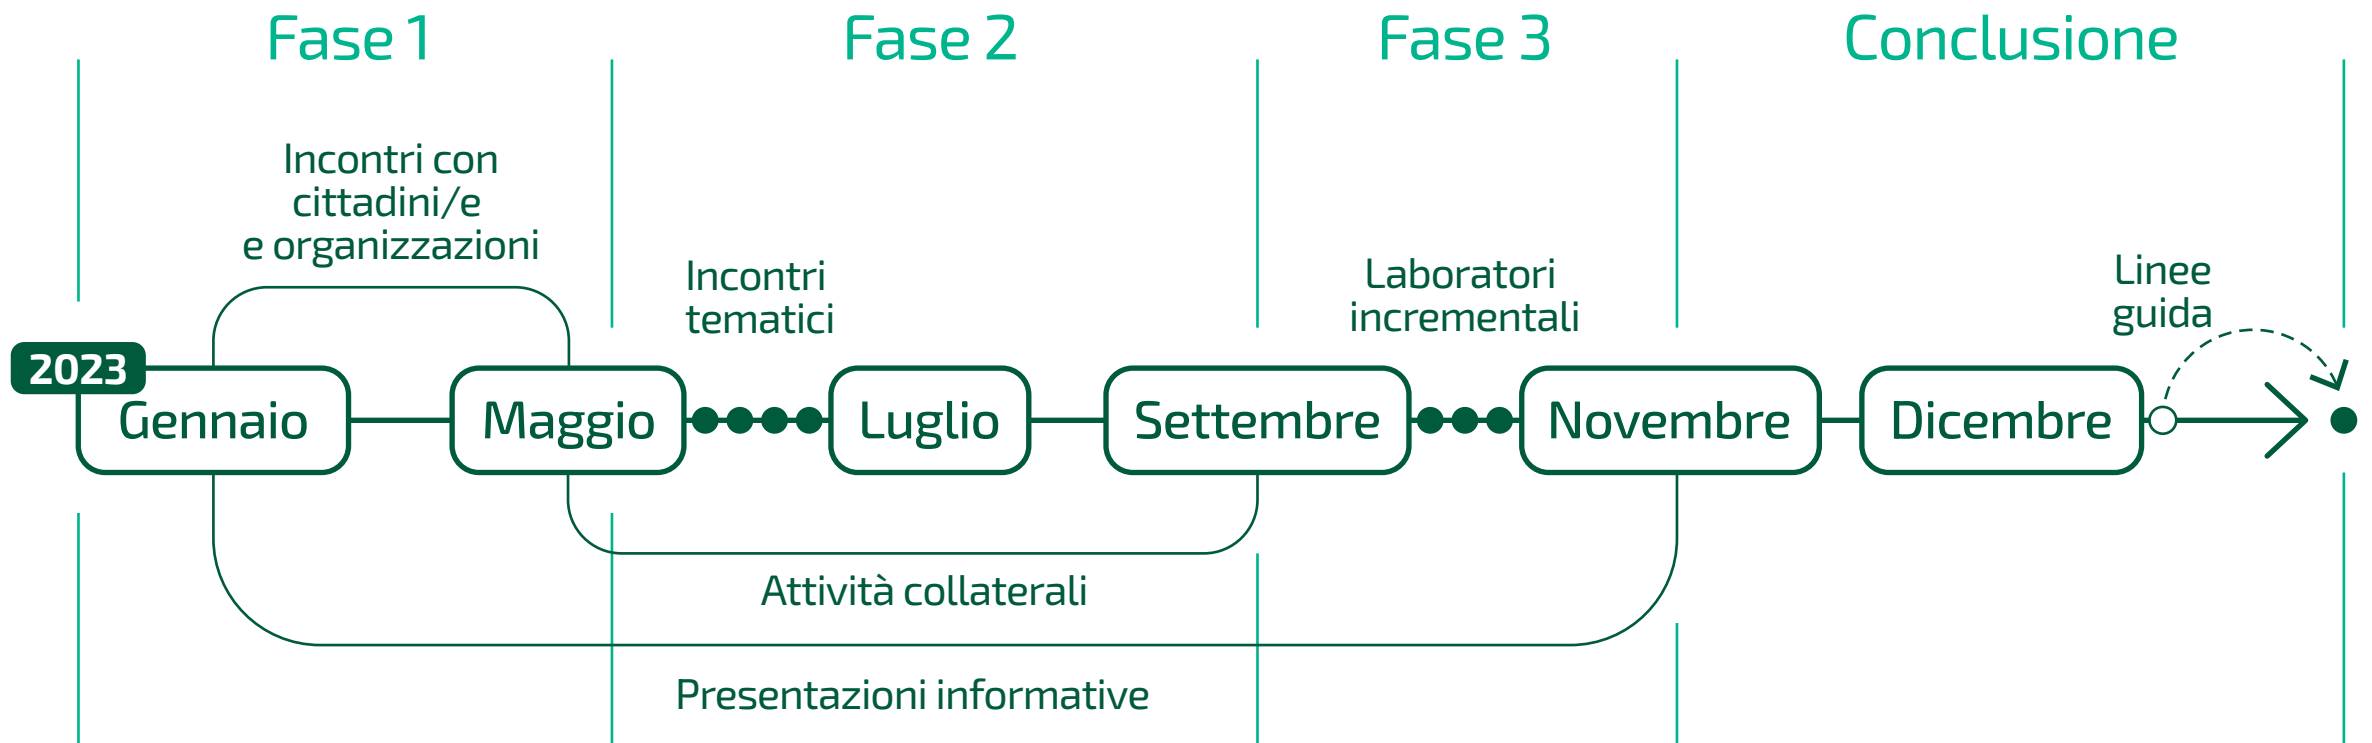 Fase 1
Fase 2
Fase 3
Conclusione
Incontri con
cittadini/e
e organizzazioni
Incontri
tematici
Laboratori
incrementali
Linee
guida
2023
Gennaio
Maggio
Luglio
Settembre
Novembre
Dicembre
Attività collaterali
Presentazioni informative